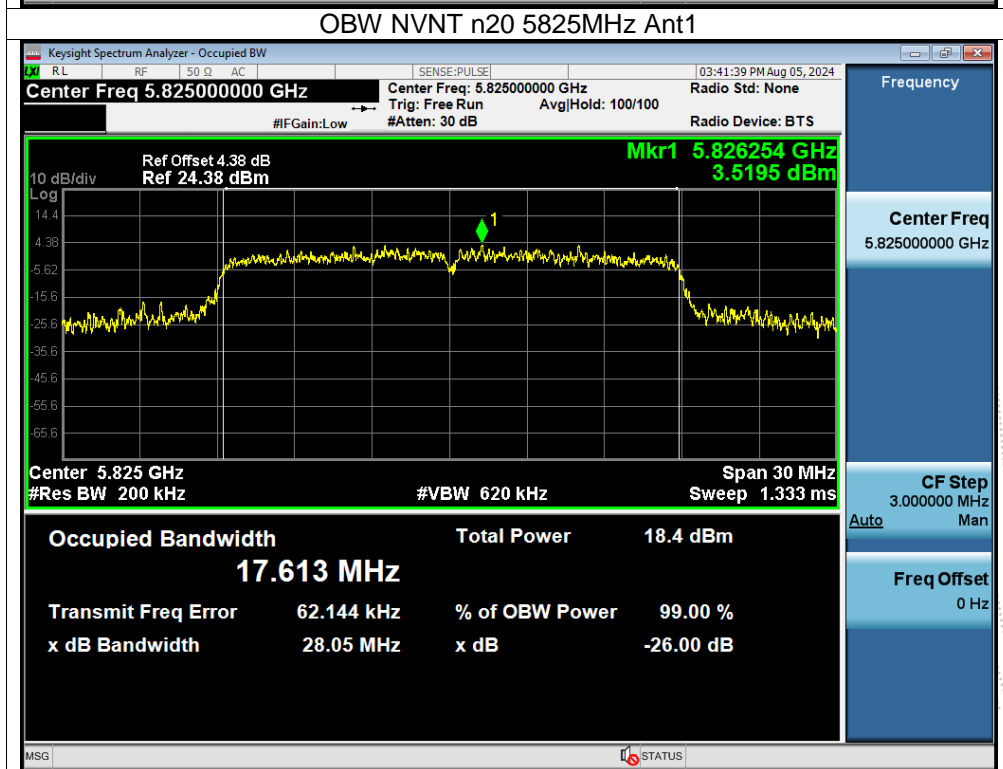 OBW NVNT n20 5825MHz Ant1
Keysight Spectrum Analyzer - Occupied BW
LXI RL RF 50 Ω AC SENSE:PULSE 03:41:39 PM Aug 05, 2024
Center Freq 5.825000000 GHz Center Freq: 5.825000000 GHz Radio Std: None
Trig: Free Run Avg|Hold: 100/100
#IFGain:Low #Atten: 30 dB Radio Device: BTS
Frequency
Mkr1 5.826254 GHz
3.5195 dBm
Ref Offset 4.38 dB
10 dB/div Ref 24.38 dBm
Log
14.4
4.38
-5.62
-15.6
-25.6
-35.6
-45.6
-55.6
-65.6
1
Center 5.825 GHz Span 30 MHz
#Res BW 200 kHz #VBW 620 kHz Sweep 1.333 ms
Occupied Bandwidth Total Power 18.4 dBm
17.613 MHz
Transmit Freq Error 62.144 kHz % of OBW Power 99.00 %
x dB Bandwidth 28.05 MHz x dB -26.00 dB
Center Freq
5.825000000 GHz
CF Step
3.000000 MHz
Auto Man
Freq Offset
0 Hz
MSG STATUS